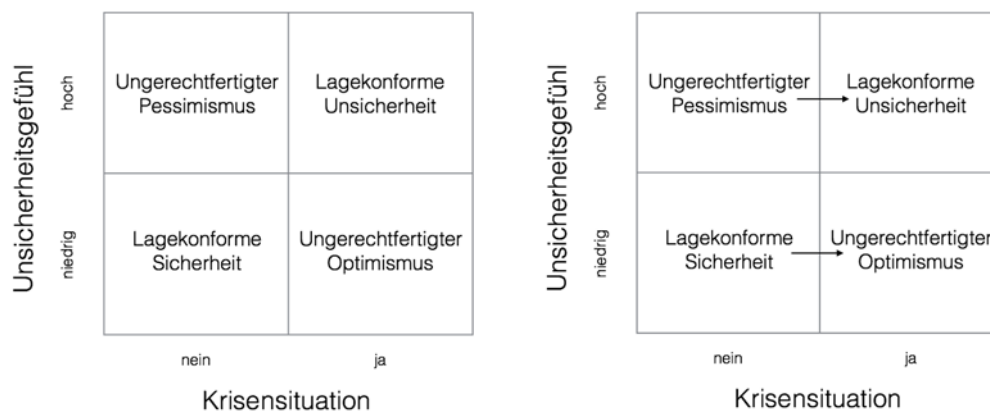 Unsicherheitsgefühl
hoch
niedrig
Ungerechtfertigter
Pessimismus
Lagekonforme
Unsicherheit
Lagekonforme
Sicherheit
Ungerechtfertigter
Optimismus
nein
ja
Krisensituation
Unsicherheitsgefühl
hoch
niedrig
Ungerechtfertigter
Pessimismus
Lagekonforme
Unsicherheit
Lagekonforme
Sicherheit
Ungerechtfertigter
Optimismus
nein
ja
Krisensituation